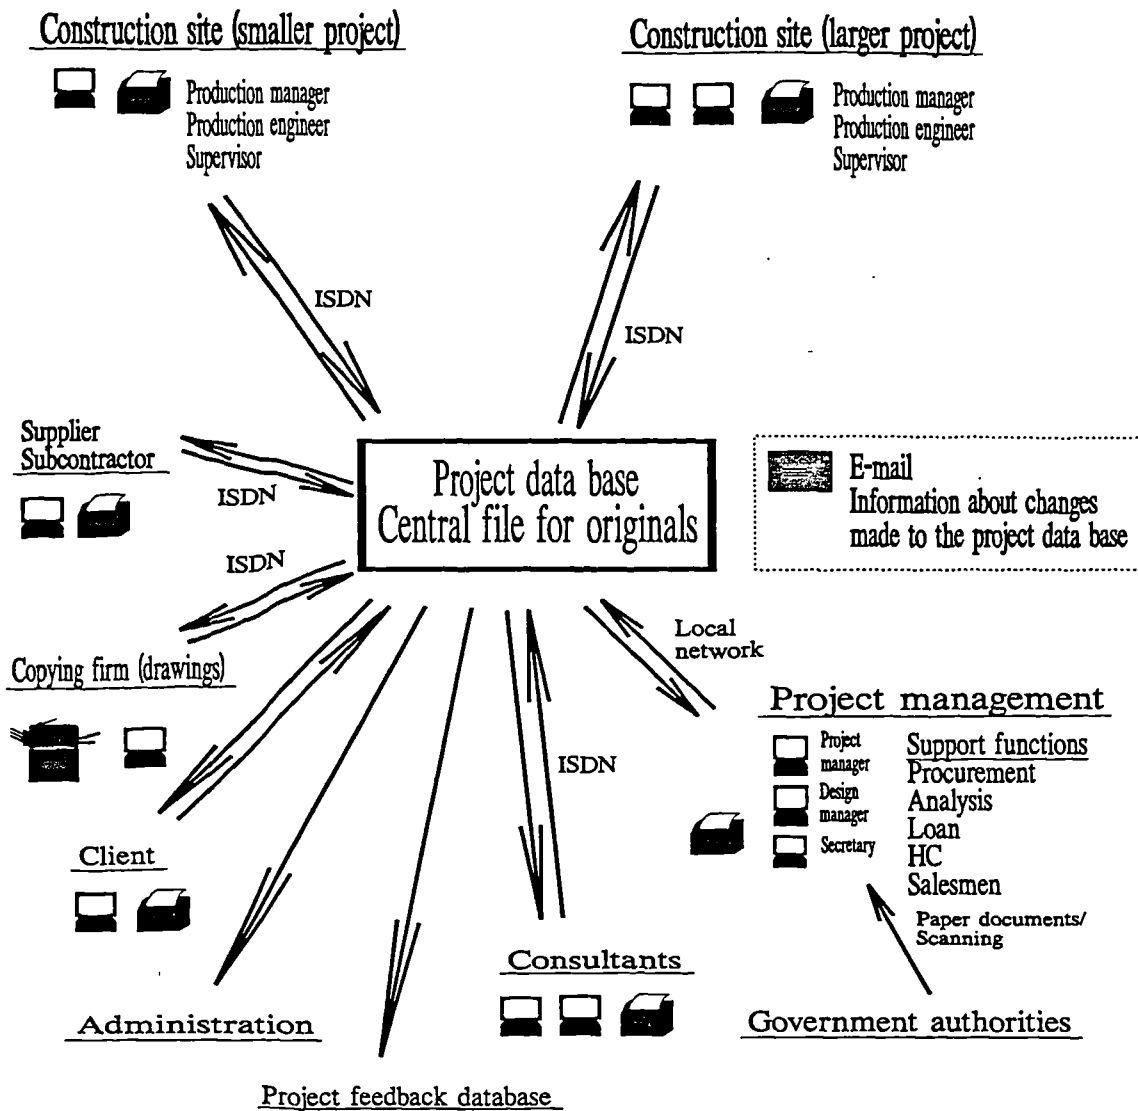 Construction site (smaller project)
Production manager
Production engineer
Supervisor
Construction site (larger project)
Production manager
Production engineer
Supervisor
ISDN
ISDN
Supplier
Subcontractor
ISDN
Project data base
Central file for originals
E-mail
Information about changes
made to the project data base
ISDN
Local
network
Copying firm (drawings)
Project management
Project
manager
Design
manager
Secretary
Support functions
Procurement
Analysis
Loan
HC
Salesmen
ISDN
Client
Paper documents/
Scanning
Consultants
Administration
Government authorities
Project feedback database